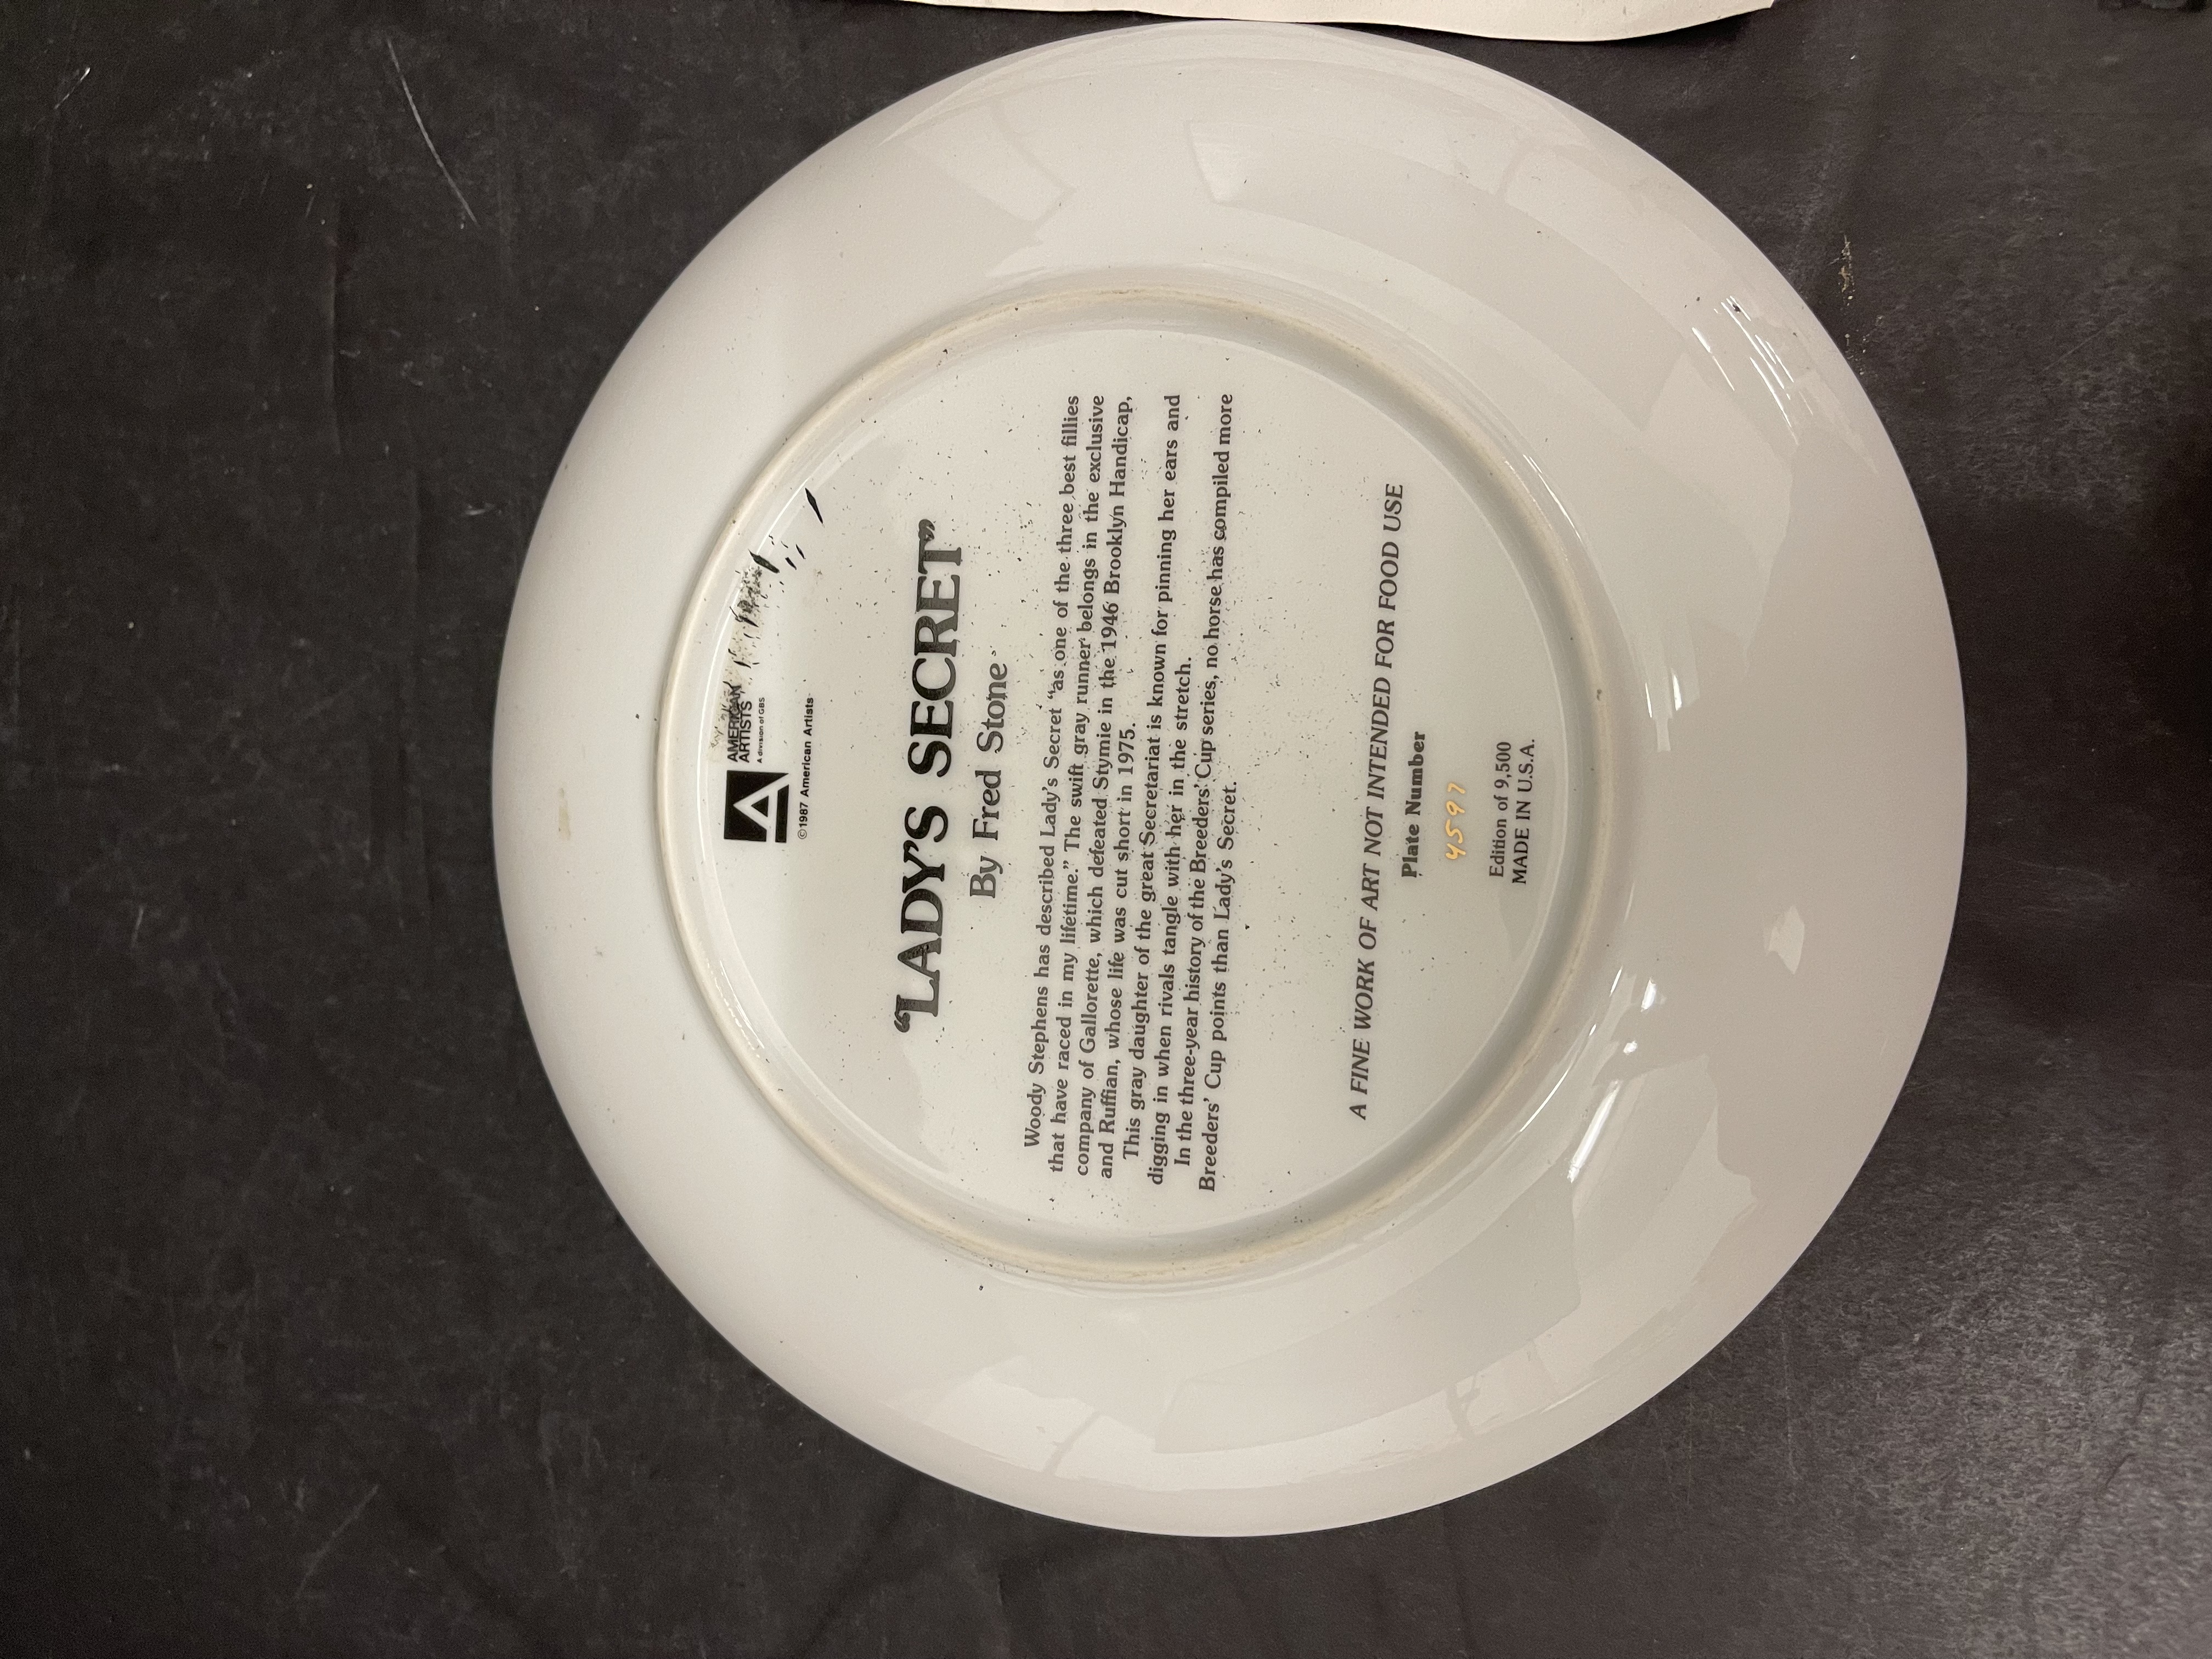 AMERICAN
ARTISTS
A division of GBS
©1987 American Artists
“LADY’S SECRET”
By Fred Stone
Woody Stephens has described Lady’s Secret “as one of the three best fillies
that have raced in my lifetime.” The swift gray runner belongs in the exclusive
company of Gallorette, which defeated Stymie in the 1946 Brooklyn Handicap,
and Ruffian, whose life was cut short in 1975.
This gray daughter of the great Secretariat is known for pinning her ears and
digging in when rivals tangle with her in the stretch.
In the three-year history of the Breeders’ Cup series, no horse has compiled more
Breeders’ Cup points than Lady’s Secret.
A FINE WORK OF ART NOT INTENDED FOR FOOD USE
Plate Number
4597
Edition of 9,500
MADE IN U.S.A.